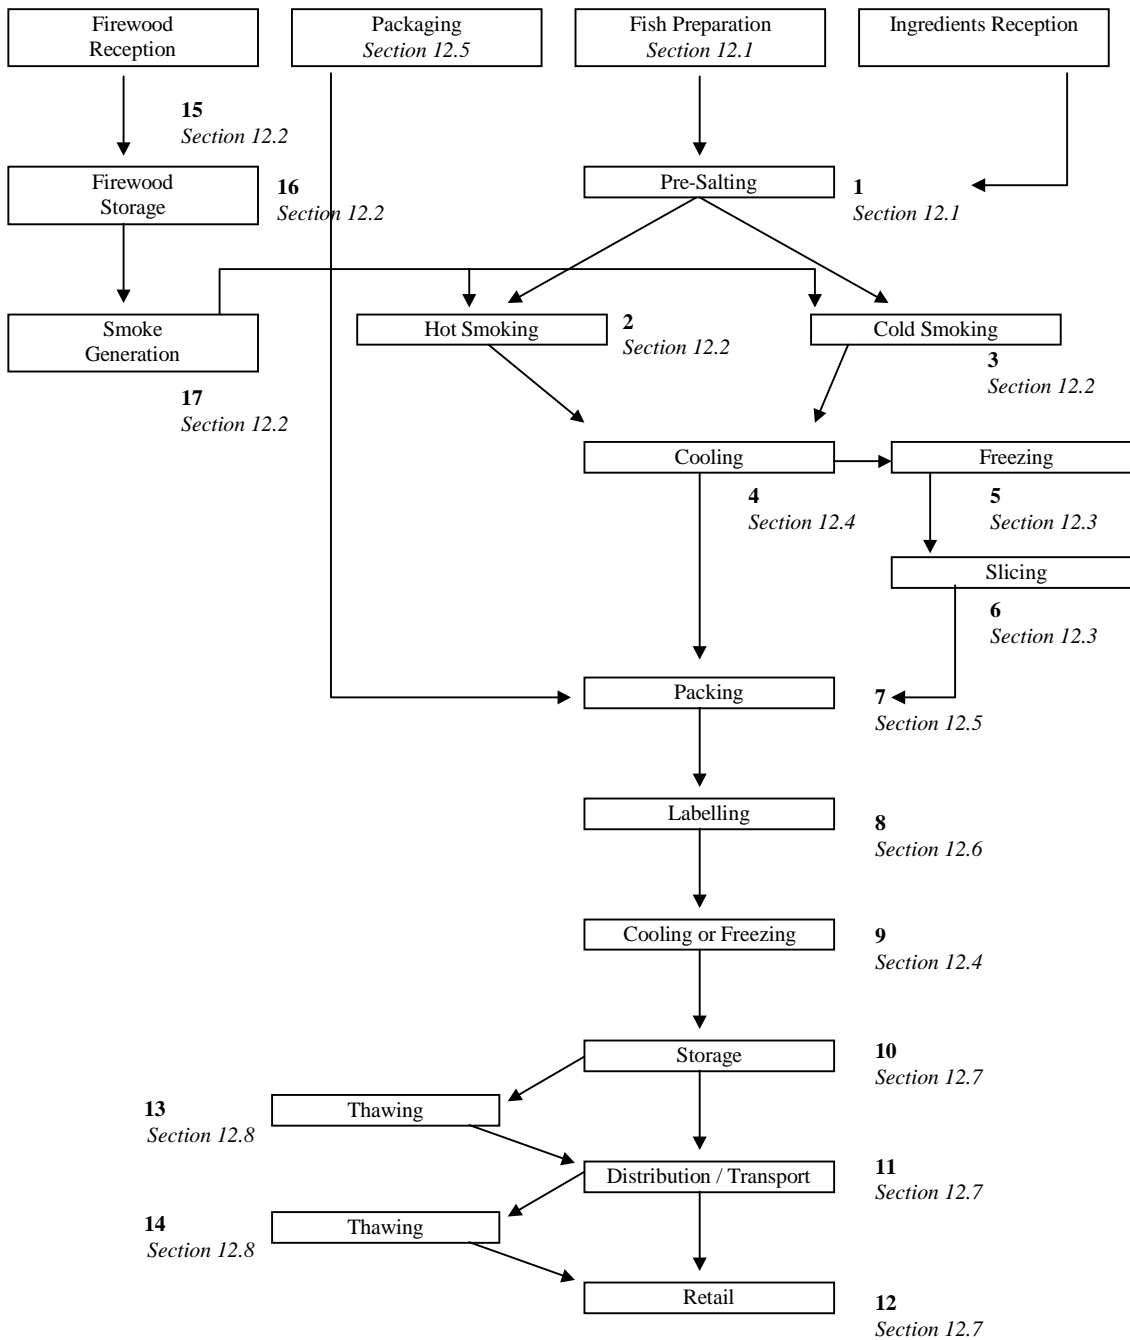 Firewood
Reception
Packaging
Section 12.5
Fish Preparation
Section 12.1
Ingredients Reception
15
Section 12.2
Firewood
Storage
16
Section 12.2
Pre-Salting
1
Section 12.1
Smoke
Generation
17
Section 12.2
Hot Smoking
2
Section 12.2
Cold Smoking
3
Section 12.2
Cooling
4
Section 12.4
Freezing
5
Section 12.3
Slicing
6
Section 12.3
Packing
7
Section 12.5
Labelling
8
Section 12.6
Cooling or Freezing
9
Section 12.4
Storage
10
Section 12.7
13
Section 12.8
Thawing
Distribution / Transport
11
Section 12.7
14
Section 12.8
Thawing
Retail
12
Section 12.7